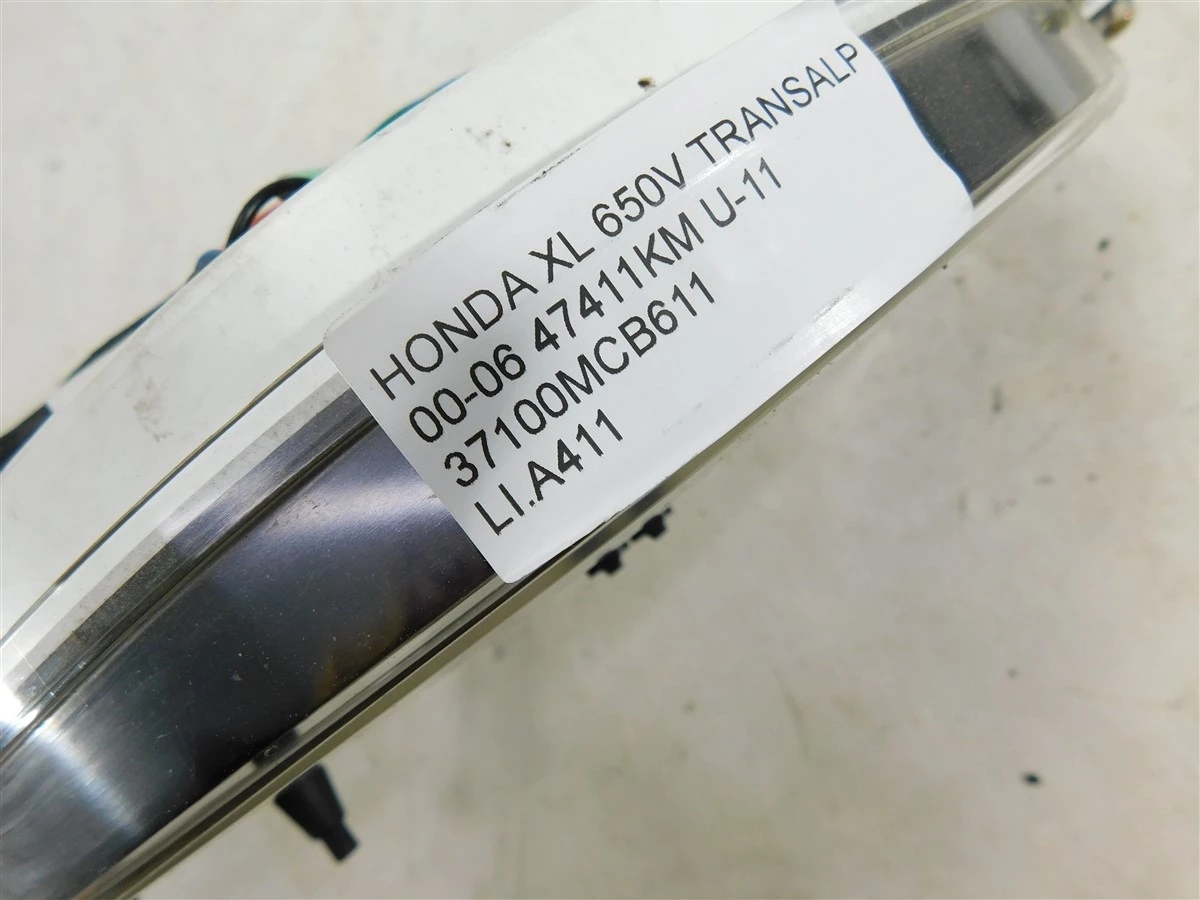 HONDA XL 650V TRANSALP
00-06 47411KM U-11
37100MCB611
LI.A411